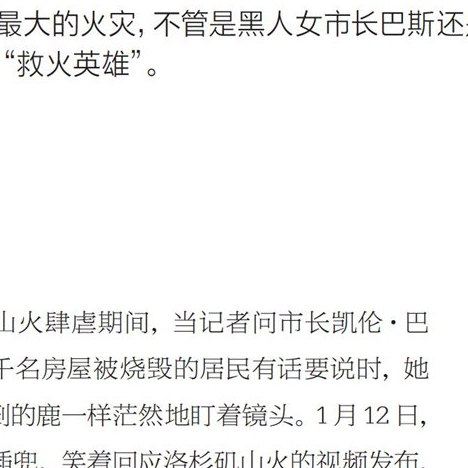 最大的火灾，不管是黑人女市长巴斯还
“救火英雄”。
山火肆虐期间，当记者问市长凯伦·巴
千名房屋被烧毁的居民有话要说时，她
到的鹿一样茫然地盯着镜头。1月12日，
插兜、笑着回应洛杉矶山火的视频发布，